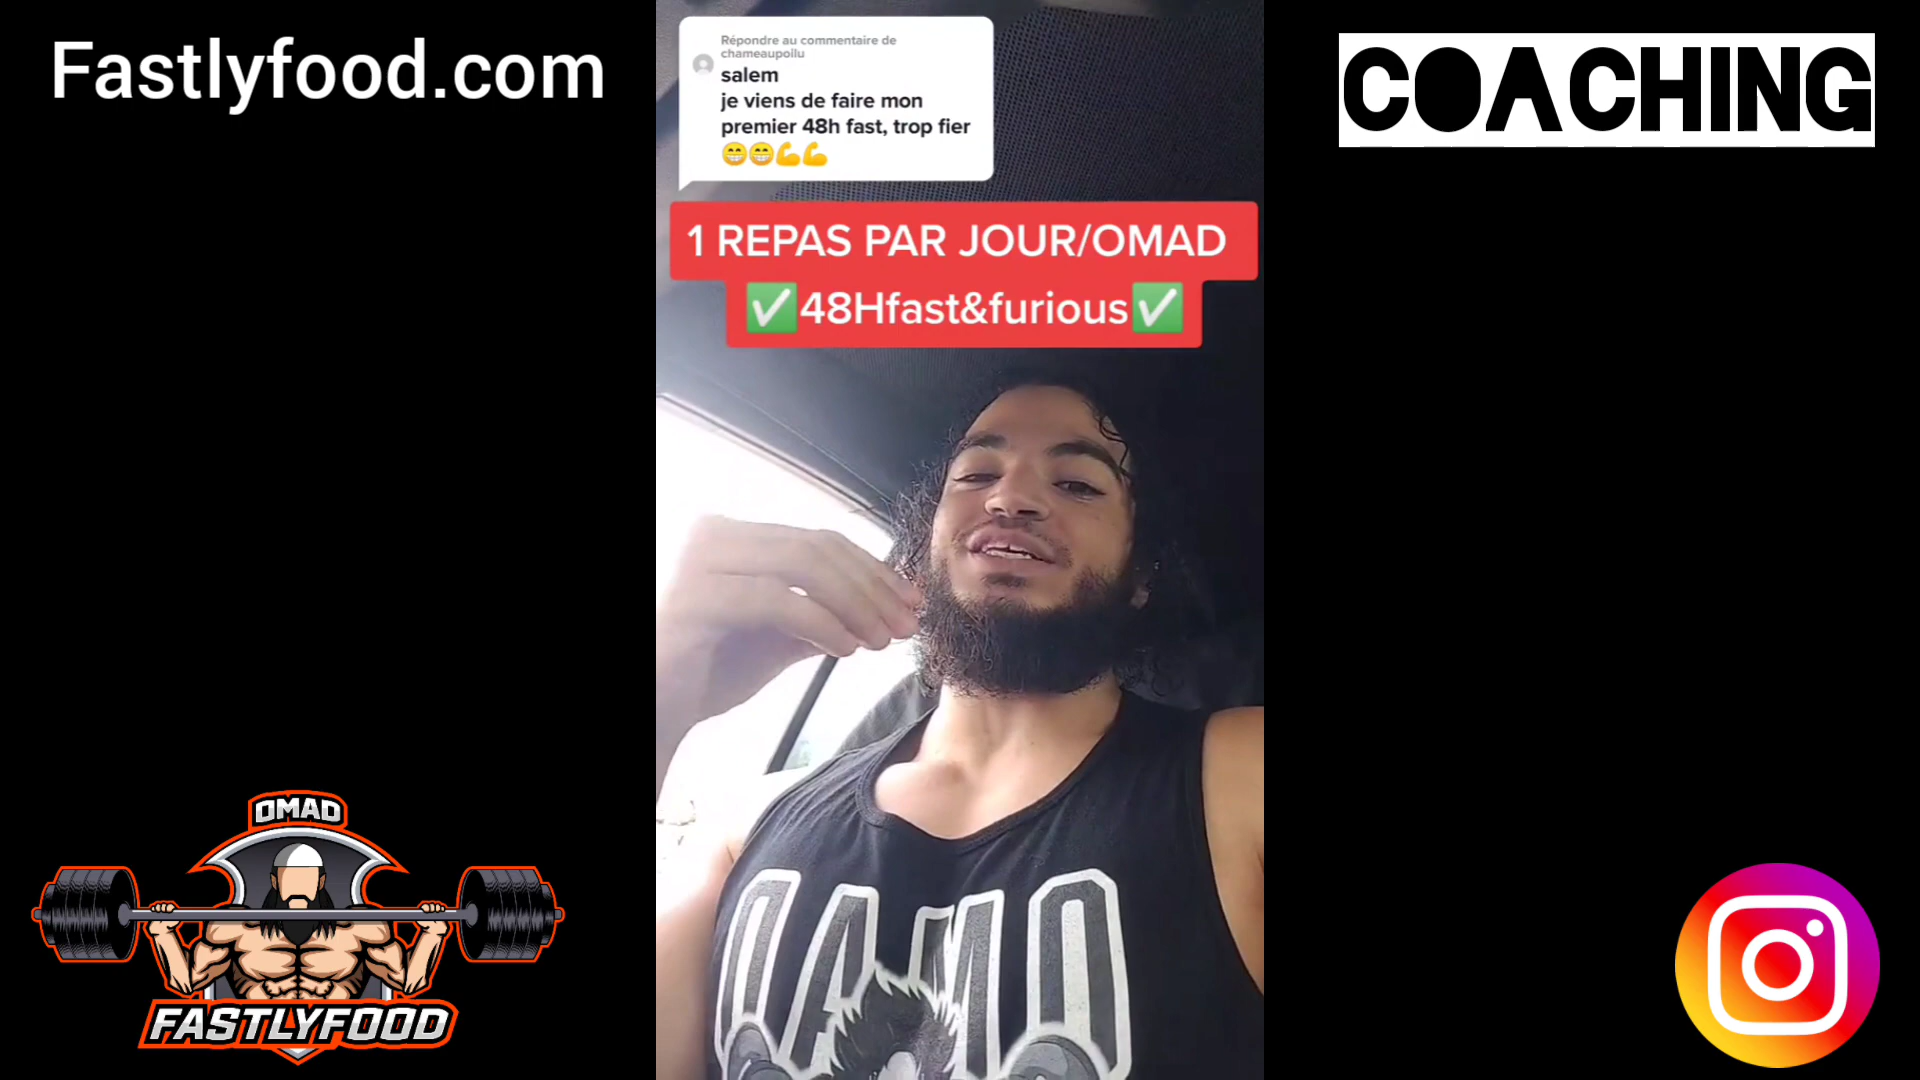 Fastlyfood.com
Répondre au commentaire de
chameaupoilu
salem
je viens de faire mon
premier 48h fast, trop fier
😁😁💪💪
1 REPAS PAR JOUR/OMAD
✅48Hfast&furious✅
COACHING
OMAD
FASTLYFOOD